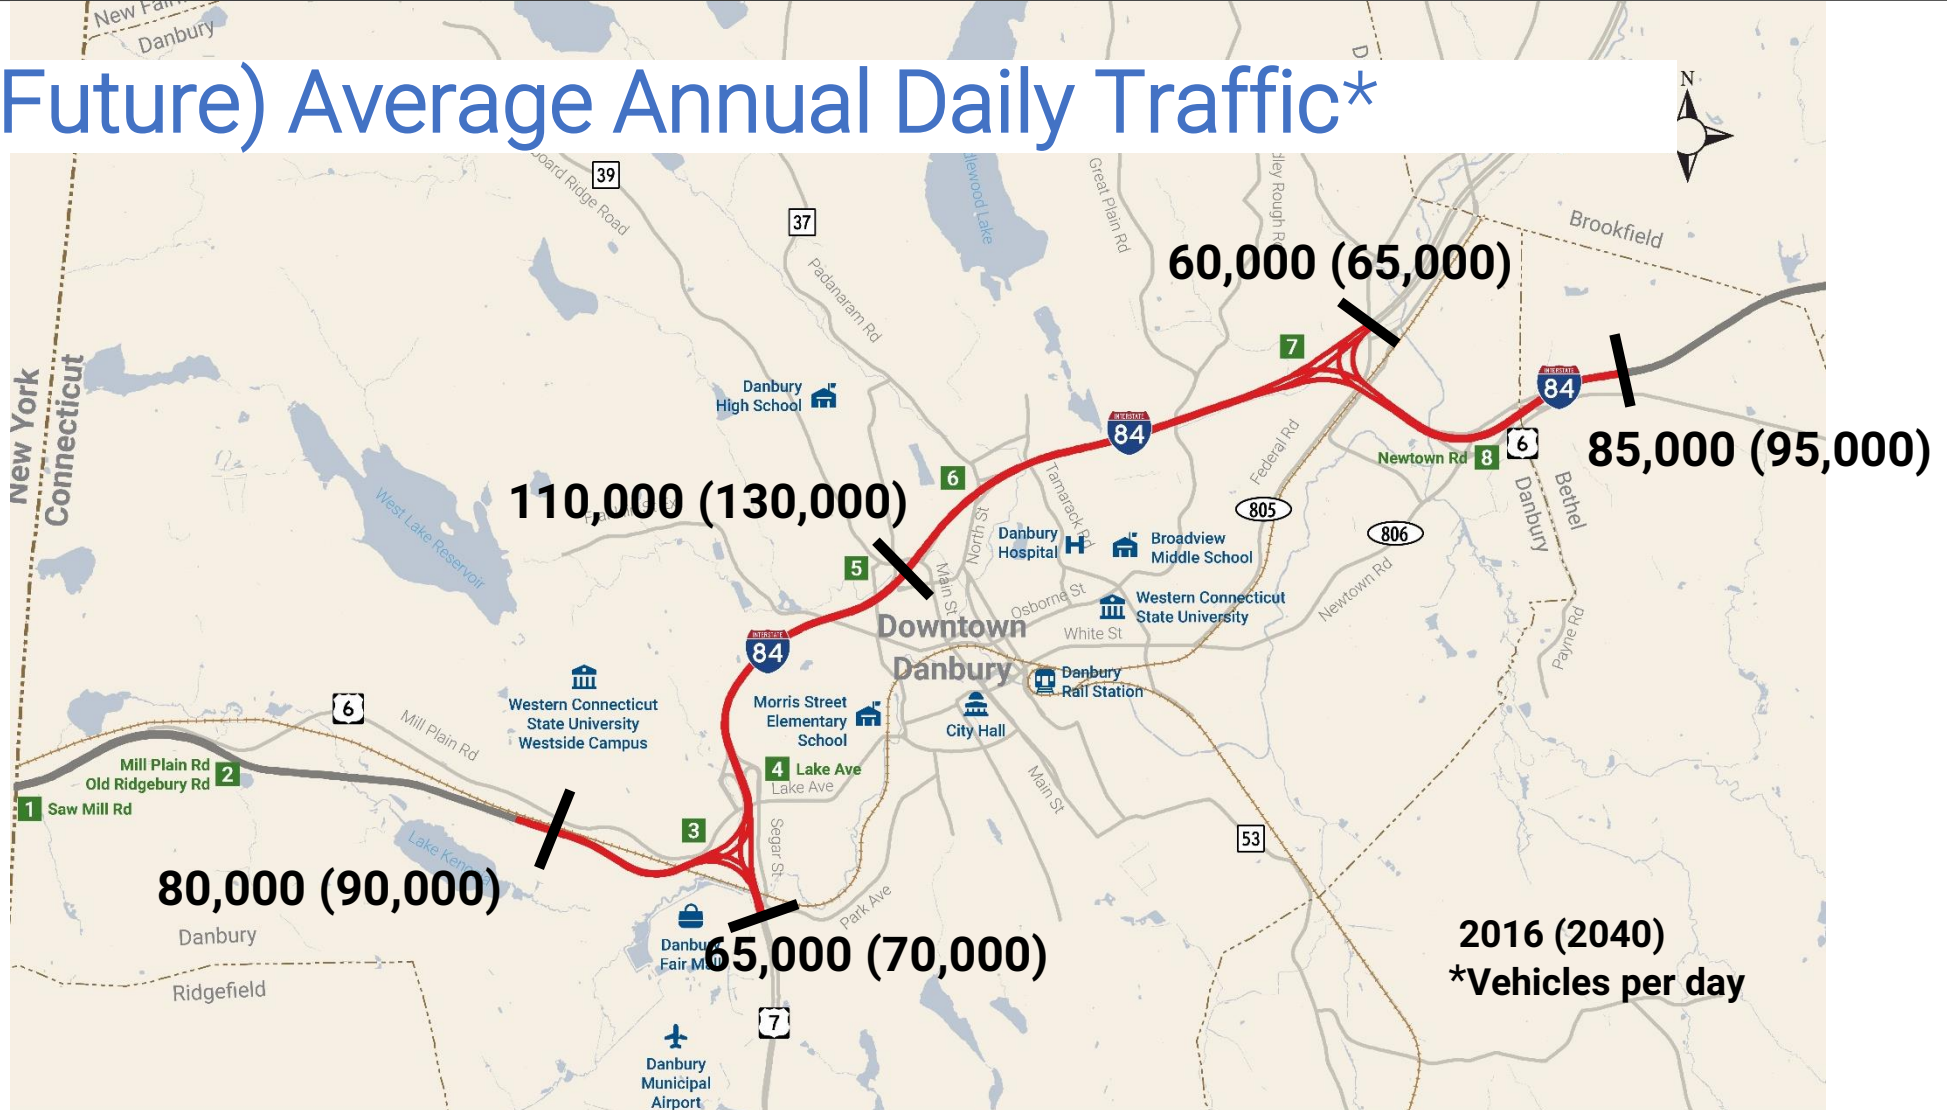 Danbury
Future) Average Annual Daily Traffic*
N
39
37
Padanaram Rd
Great Plain Rd
Brookfield
60,000 (65,000)
7
New York
Connecticut
Danbury
High School
INTERSTATE
84
INTERSTATE
84
6
Newtown Rd 8
85,000 (95,000)
Federal Rd
6
110,000 (130,000)
West Lake Reservoir
North St
Tamarack Rd
805
806
Danbury
Bethel
Danbury
Hospital
H
Broadview
Middle School
5
Main St
Osborne St
Western Connecticut
State University
Newtown Rd
White St
Payne Rd
Downtown
Danbury
INTERSTATE
84
Danbury
Rail Station
Western Connecticut
State University
Westside Campus
Morris Street
Elementary
School
City Hall
6
Mill Plain Rd
Mill Plain Rd
Old Ridgebury Rd 2
1 Saw Mill Rd
4 Lake Ave
Lake Ave
Main St
3
Segar St
53
80,000 (90,000)
Park Ave
Danbury
Ridgefield
Danbury
Fair Mall
65,000 (70,000)
2016 (2040)
*Vehicles per day
7
Danbury
Municipal
Airport